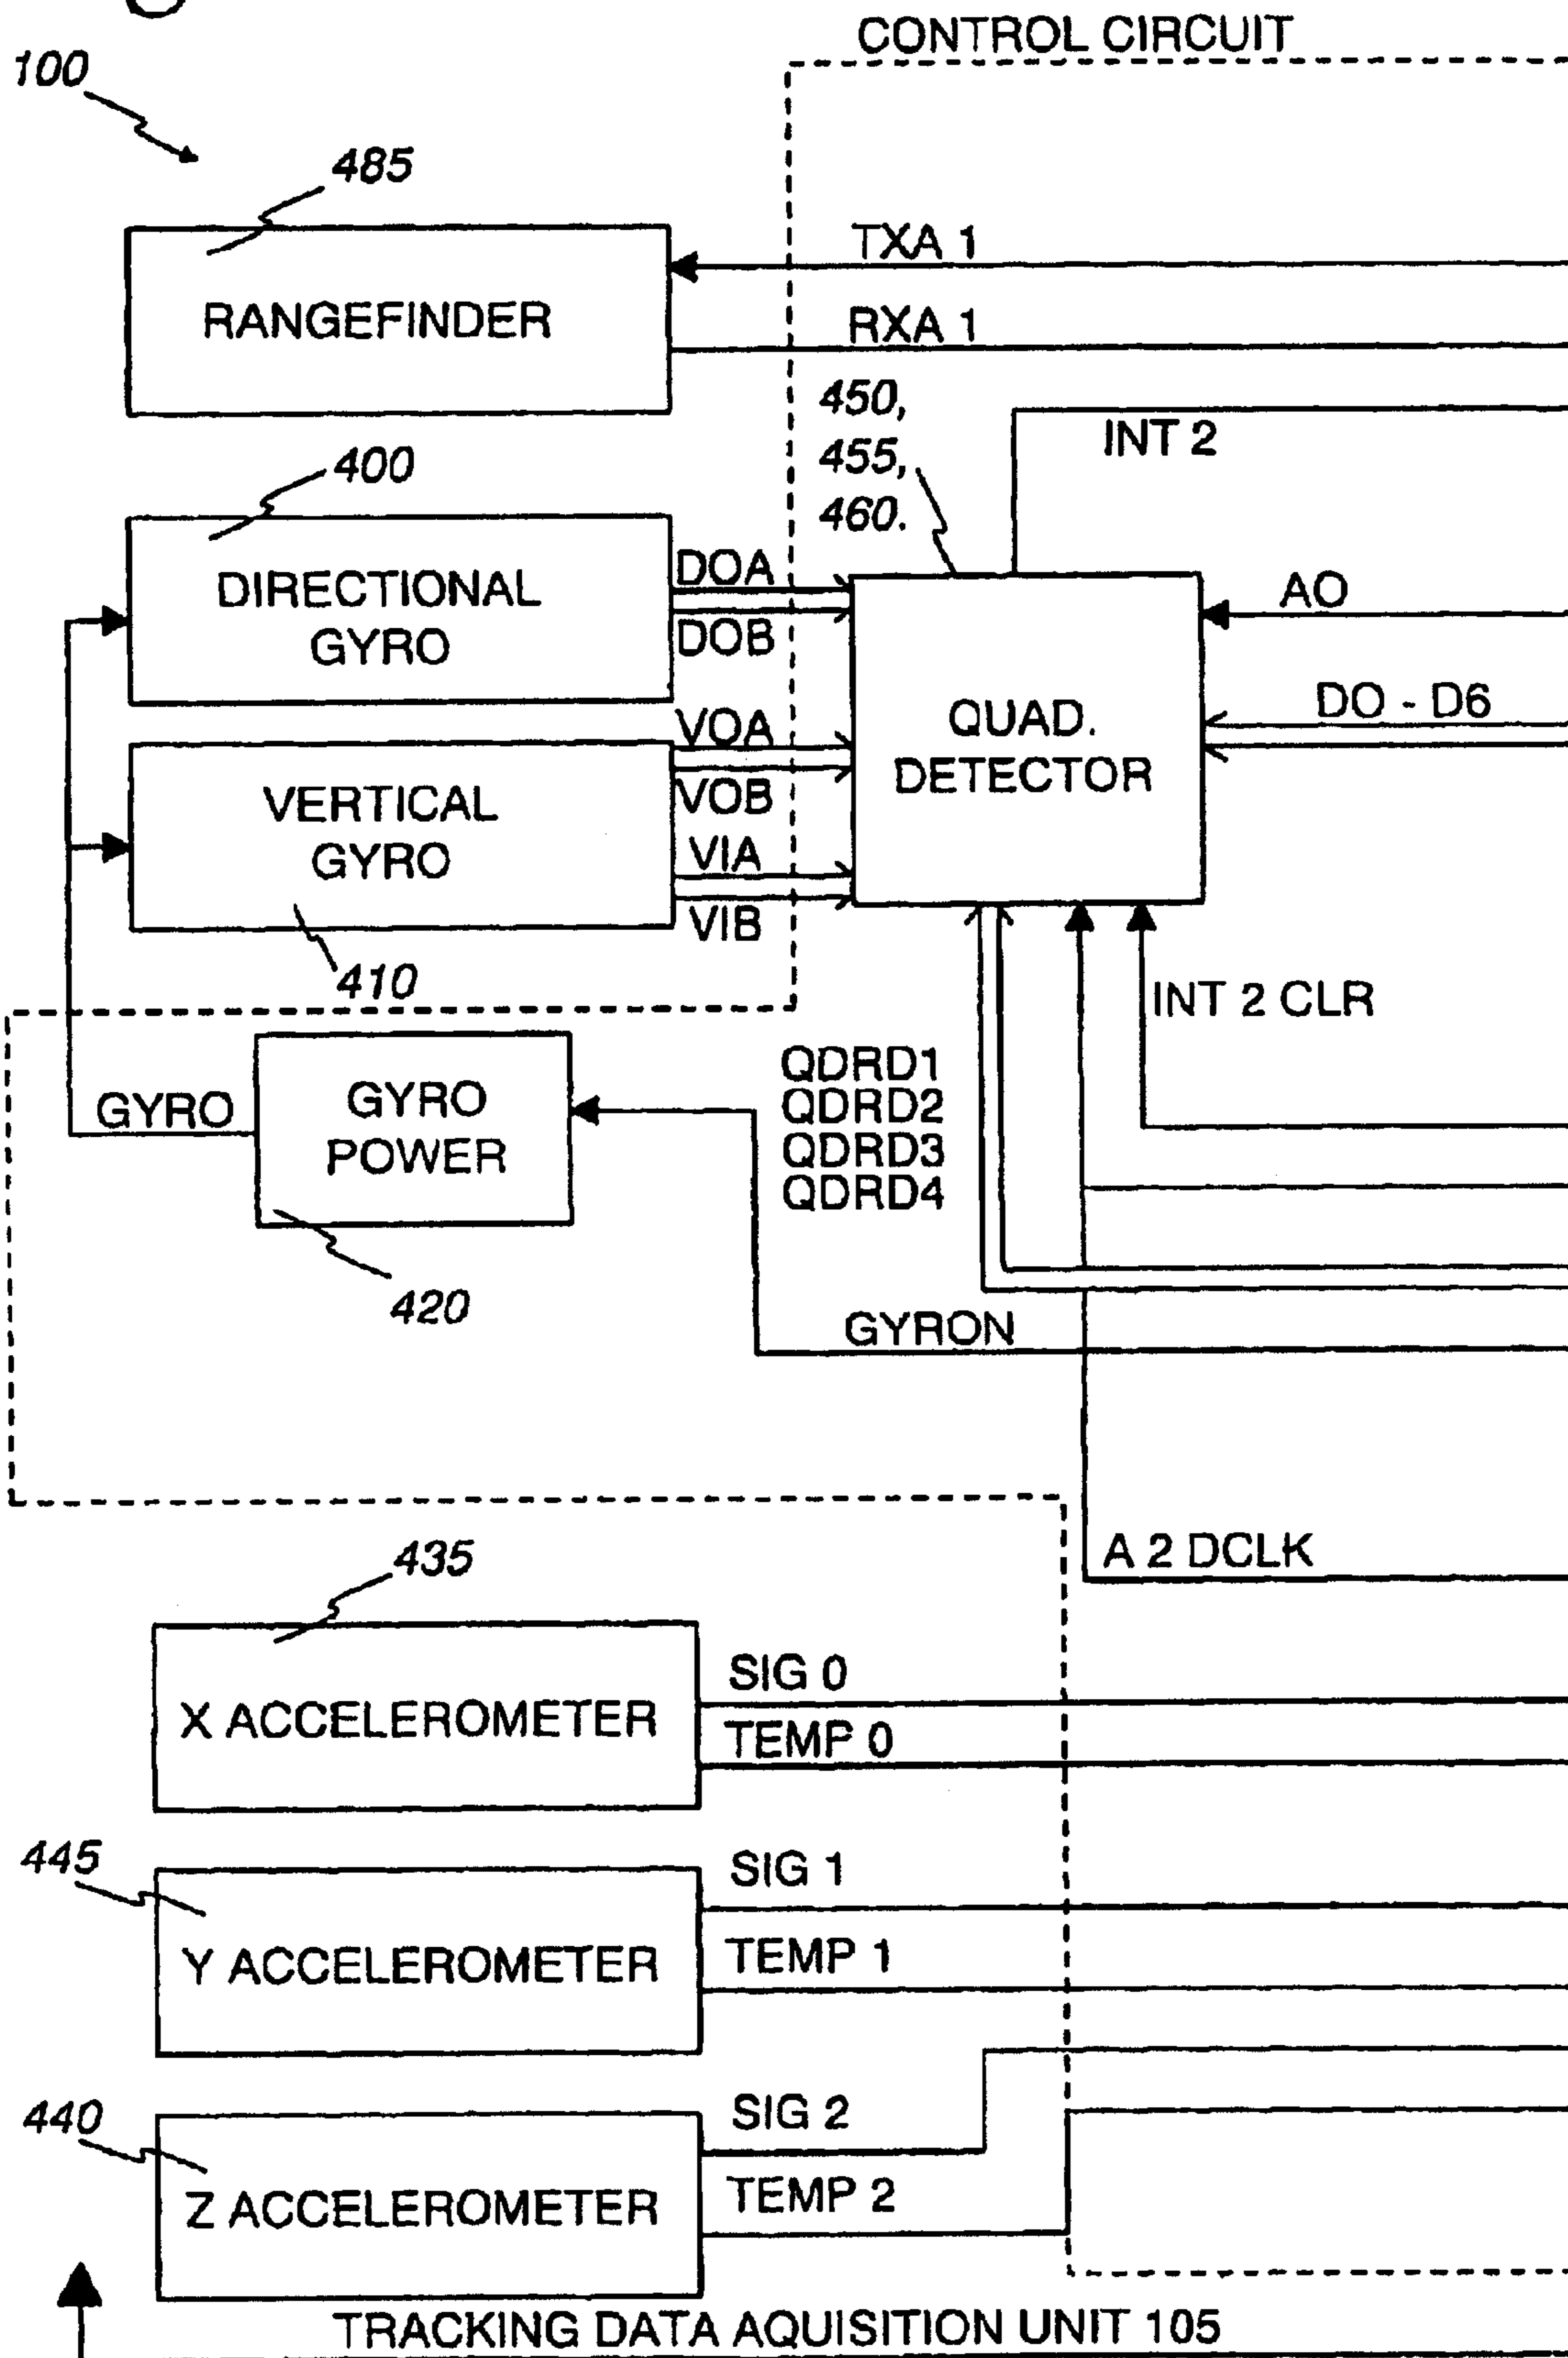 CONTROL CIRCUIT
100
485
TXA 1
RANGEFINDER
RXA 1
450,
455,
460.
INT 2
400
DIRECTIONAL
GYRO
DOA
DOB
AO
QUAD.
DETECTOR
DO - D6
VERTICAL
GYRO
VOA
VOB
VIA
VIB
410
INT 2 CLR
GYRO
GYRO
POWER
QDRD1
QDRD2
QDRD3
QDRD4
420
GYRON
A 2 DCLK
435
X ACCELEROMETER
SIG 0
TEMP 0
445
Y ACCELEROMETER
SIG 1
TEMP 1
440
Z ACCELEROMETER
SIG 2
TEMP 2
TRACKING DATA AQUISITION UNIT 105